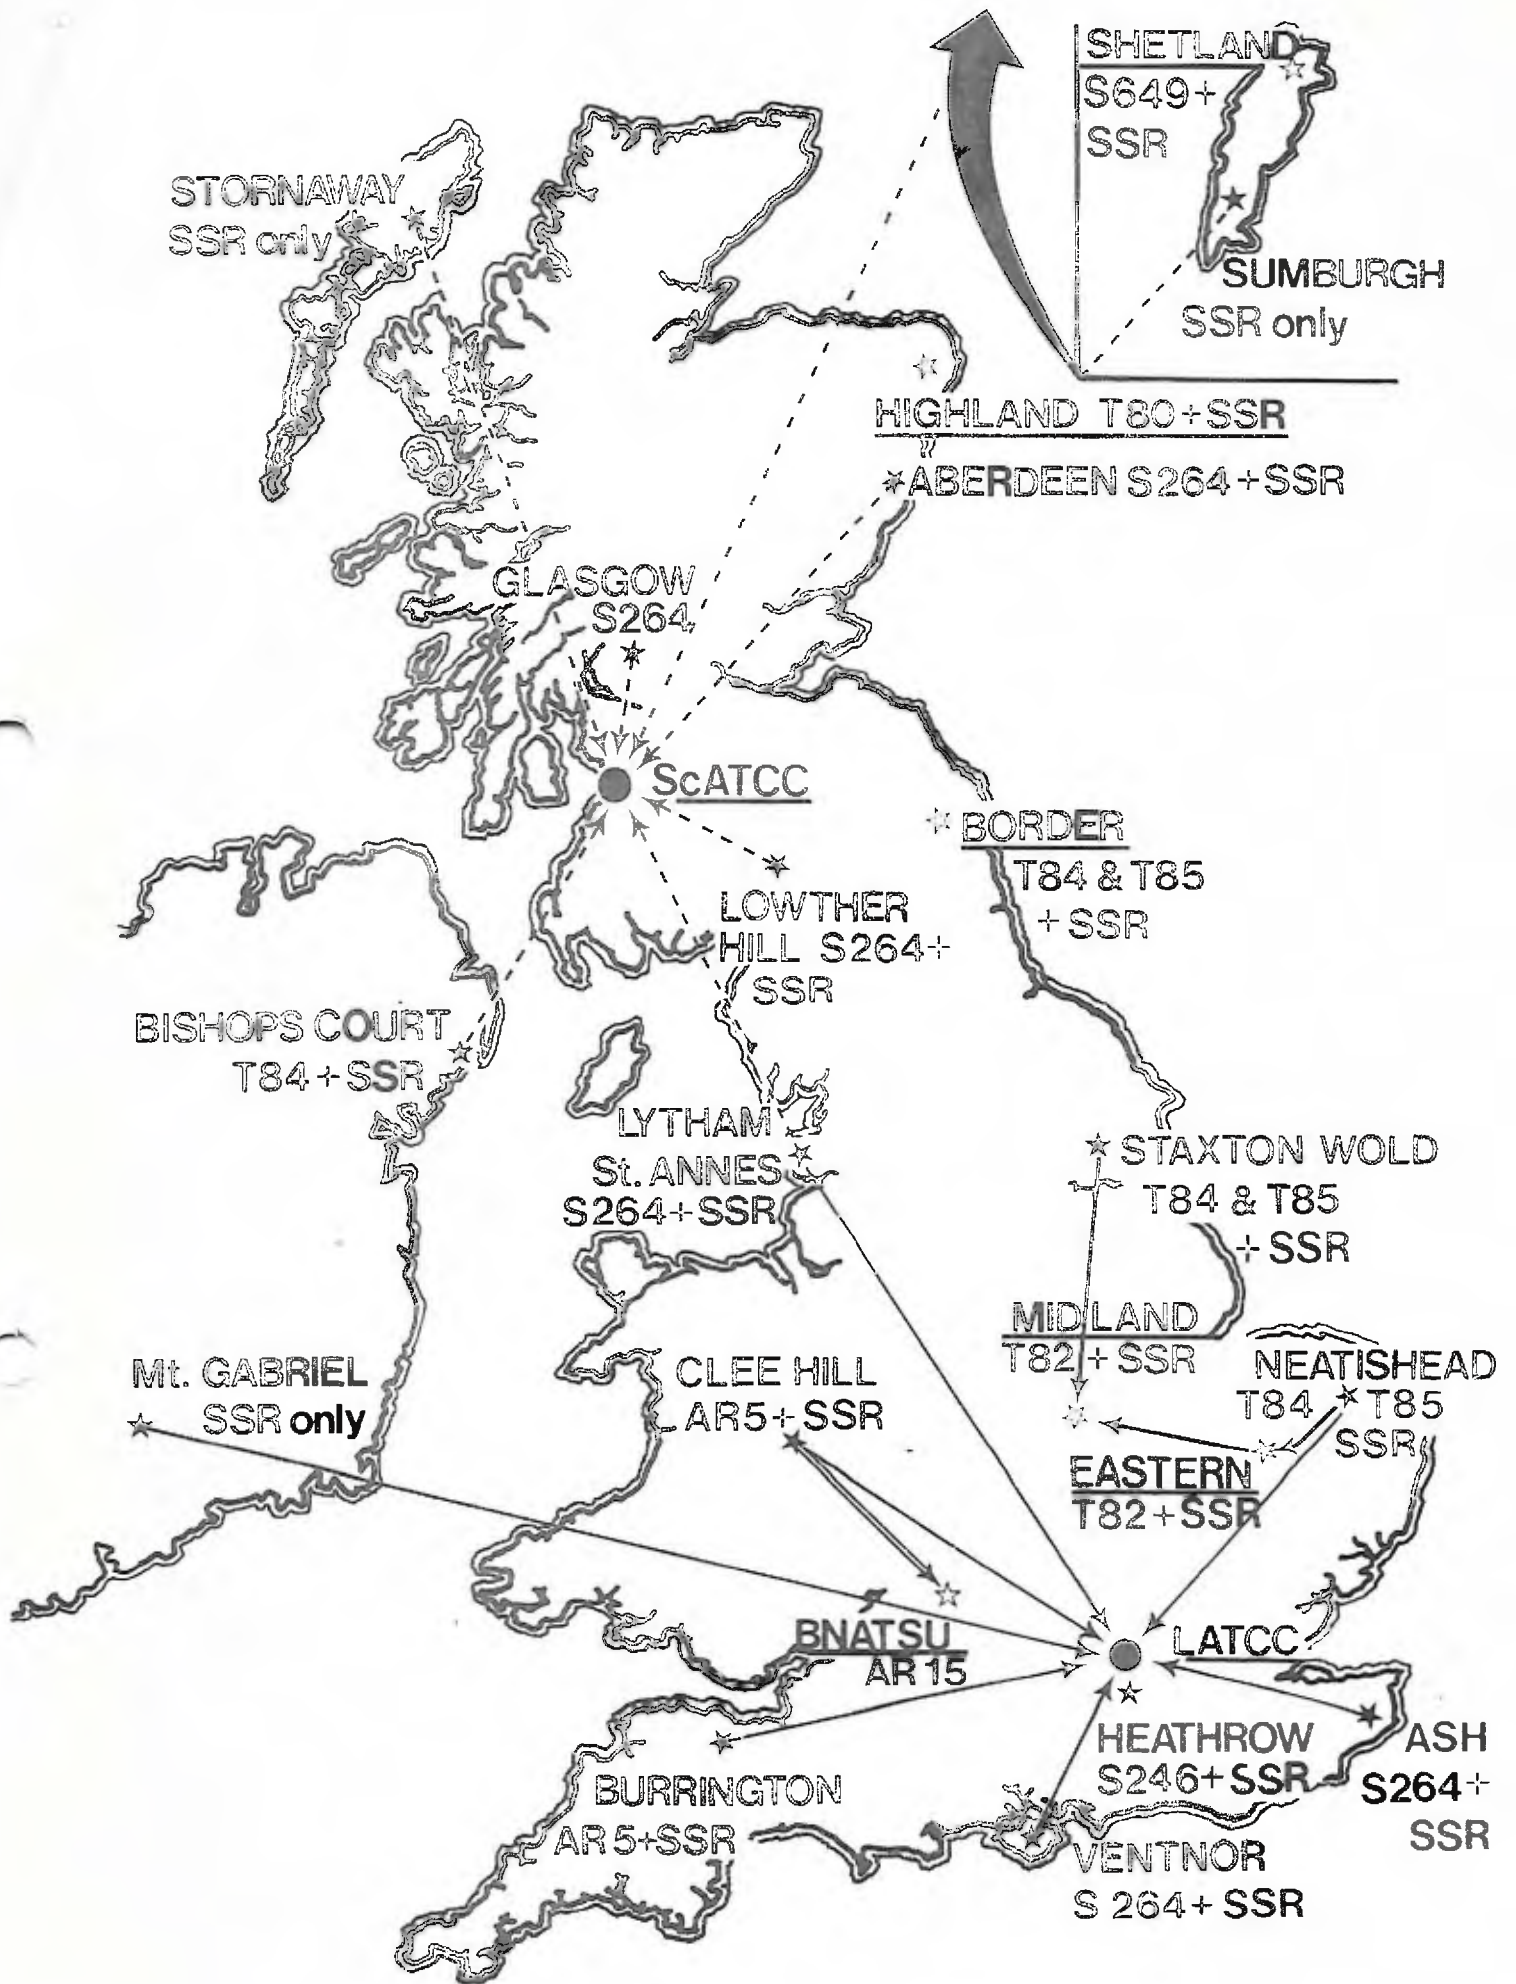 SHETLAND
S649+
SSR
STORNAWAY
SSR only
SUMBURGH
SSR only
HIGHLAND T80+SSR
ABERDEEN S264+SSR
GLASGOW
S264
ScATCC
BORDER
T84 & T85
+ SSR
LOWTHER
HILL S264+
SSR
BISHOPS COURT
T84+SSR
LYTHAM
St. ANNES
S264+SSR
STAXTON WOLD
T84 & T85
+ SSR
MIDLAND
T82 + SSR
NEATISHEAD
T84 T85
SSR
Mt. GABRIEL
SSR only
CLEE HILL
AR5+SSR
EASTERN
T82+SSR
BNATSU
AR15
LATCC
HEATHROW
S246+SSR
ASH
S264+
SSR
BURRINGTON
AR5+SSR
VENTNOR
S 264+ SSR